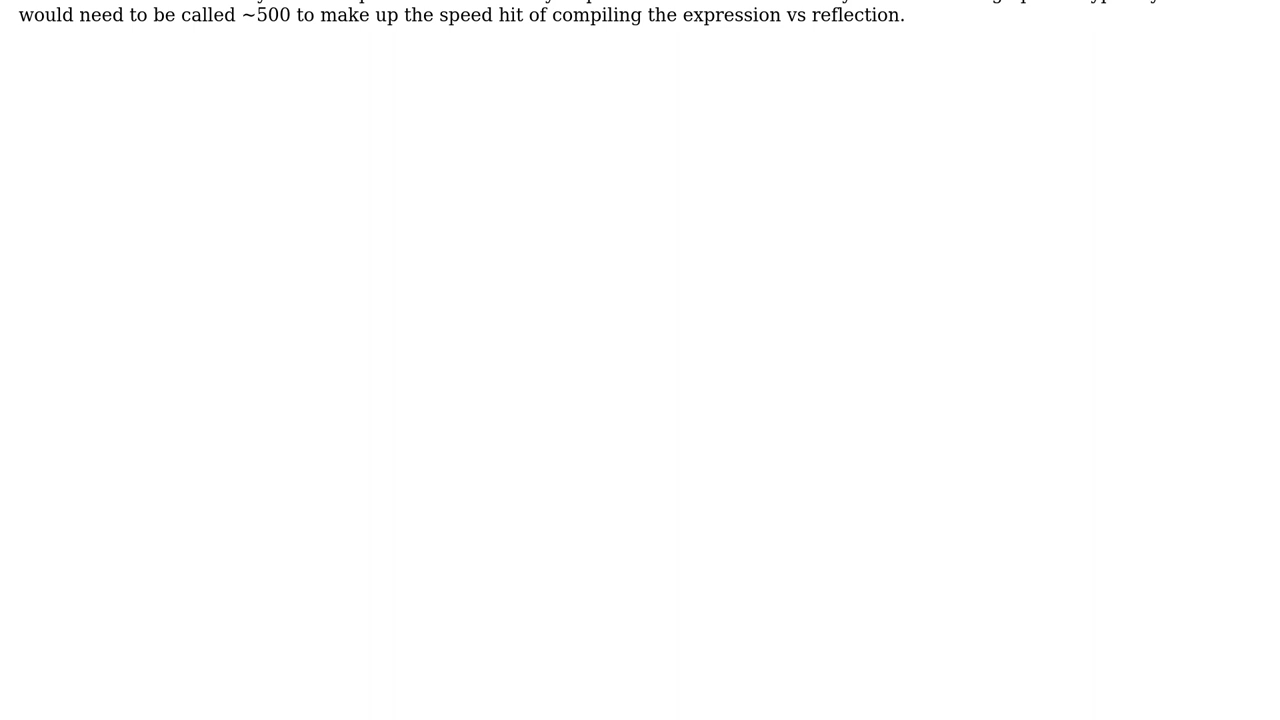 would need to be called ~500 to make up the speed hit of compiling the expression vs reflection.